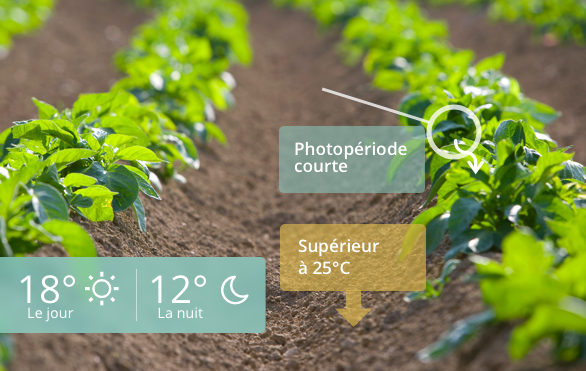 Photopériode
courte
Supérieur
à 25°C
18° 12°
Le jour La nuit